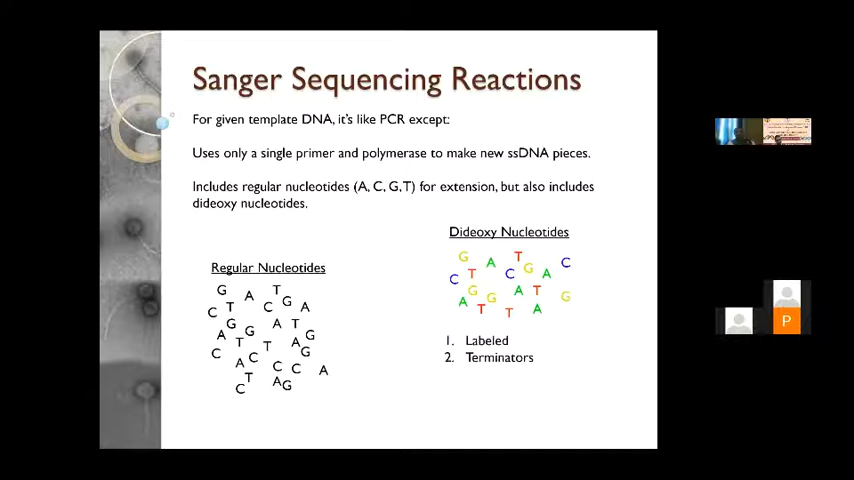 Sanger Sequencing Reactions
For given template DNA, it's like PCR except:
Uses only a single primer and polymerase to make new ssDNA pieces.
Includes regular nucleotides (A, C, G, T) for extension, but also includes
dideoxy nucleotides.
Regular Nucleotides
G A T
C T C G A
G G A T
A T T A G
C A C G
C C A
T A G
C
Dideoxy Nucleotides
G A T C
C T C G A
G A T
A G G
T T A
1. Labeled
2. Terminators
P